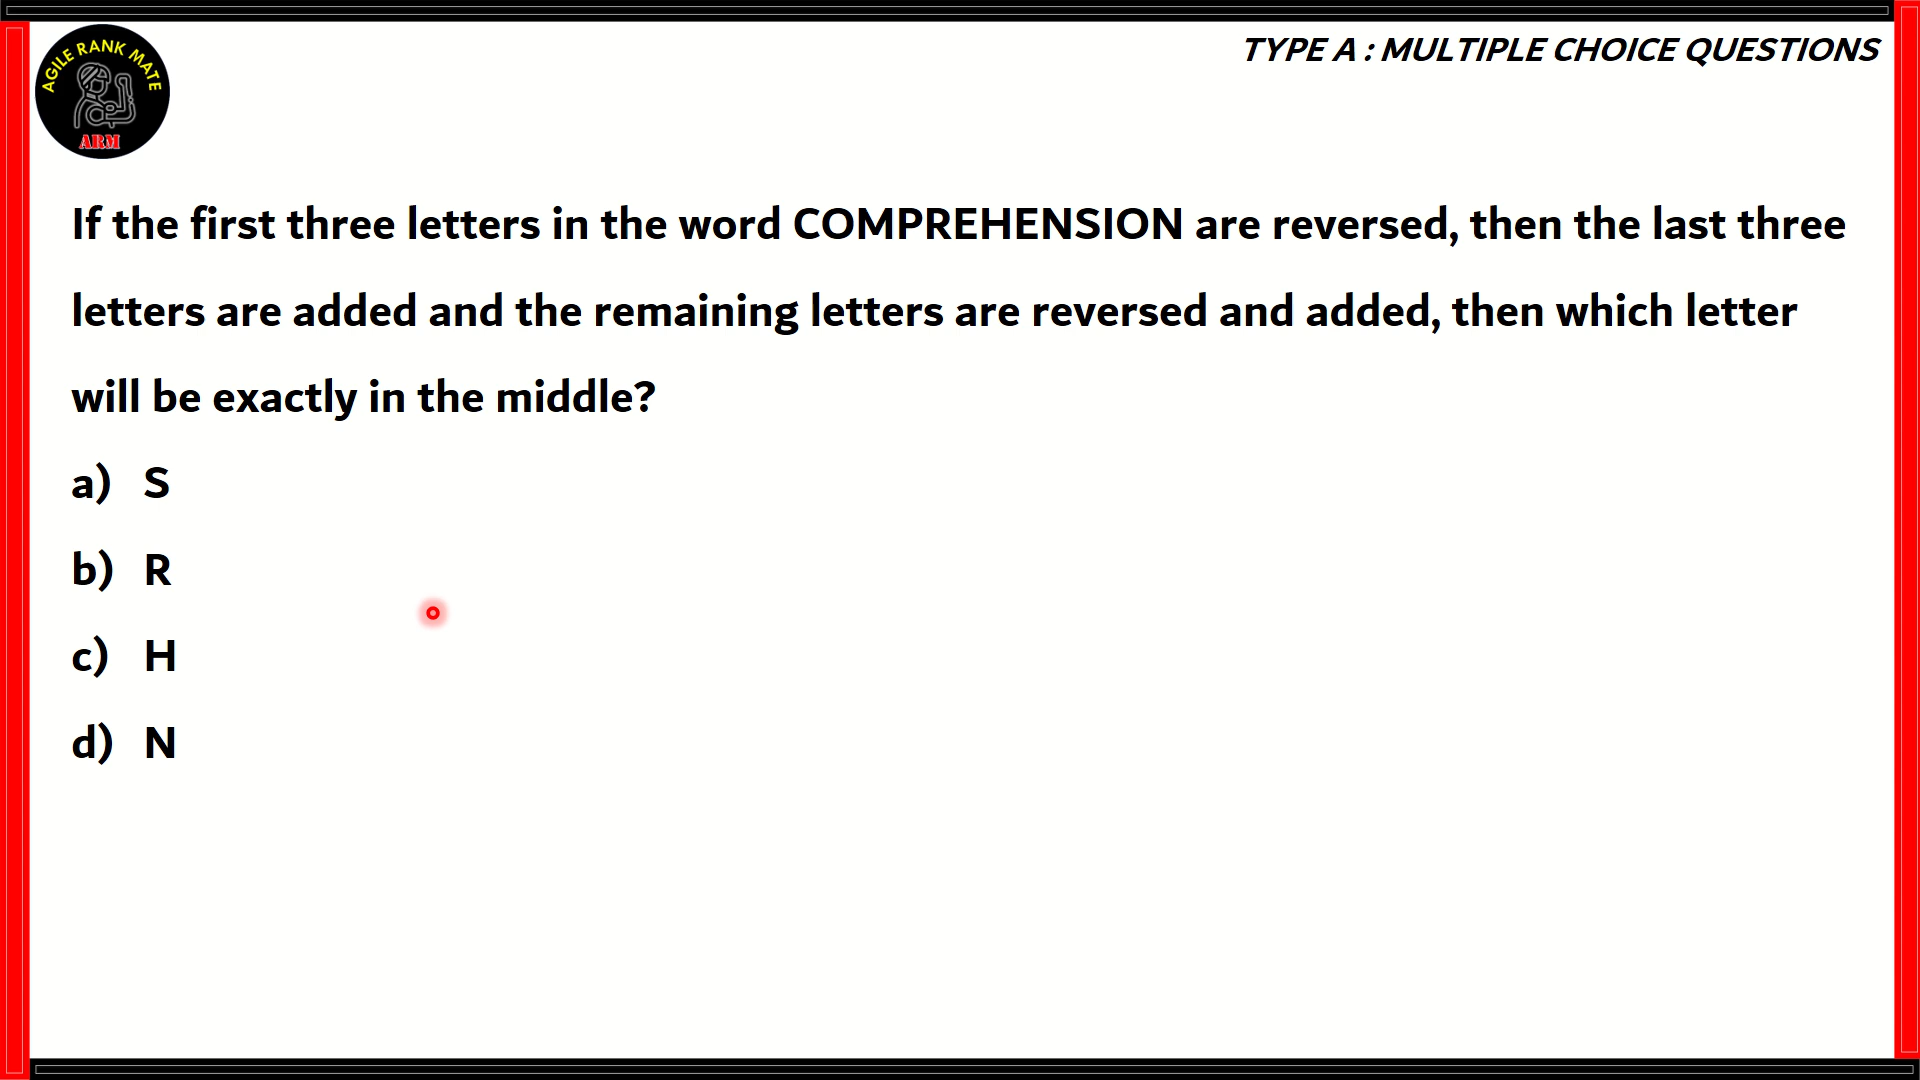 AGILE RANK MATE
ARM
TYPE A : MULTIPLE CHOICE QUESTIONS
If the first three letters in the word COMPREHENSION are reversed, then the last three
letters are added and the remaining letters are reversed and added, then which letter
will be exactly in the middle?
a) S
b) R
c) H
d) N